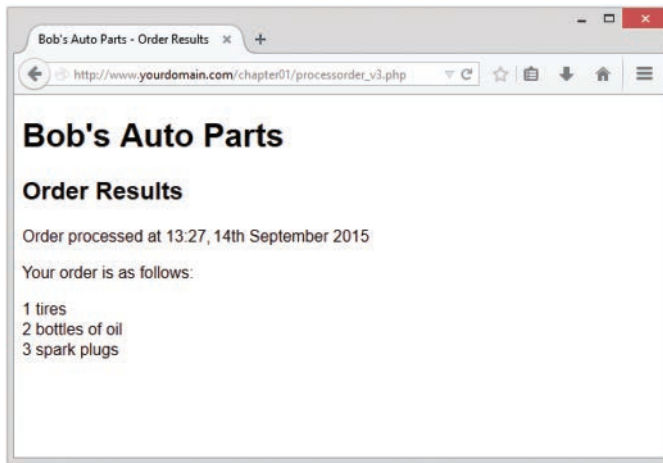 Bob's Auto Parts - Order Results
http://www.yourdomain.com/chapter01/processorder_v3.php
Bob's Auto Parts
Order Results
Order processed at 13:27, 14th September 2015
Your order is as follows:
1 tires
2 bottles of oil
3 spark plugs